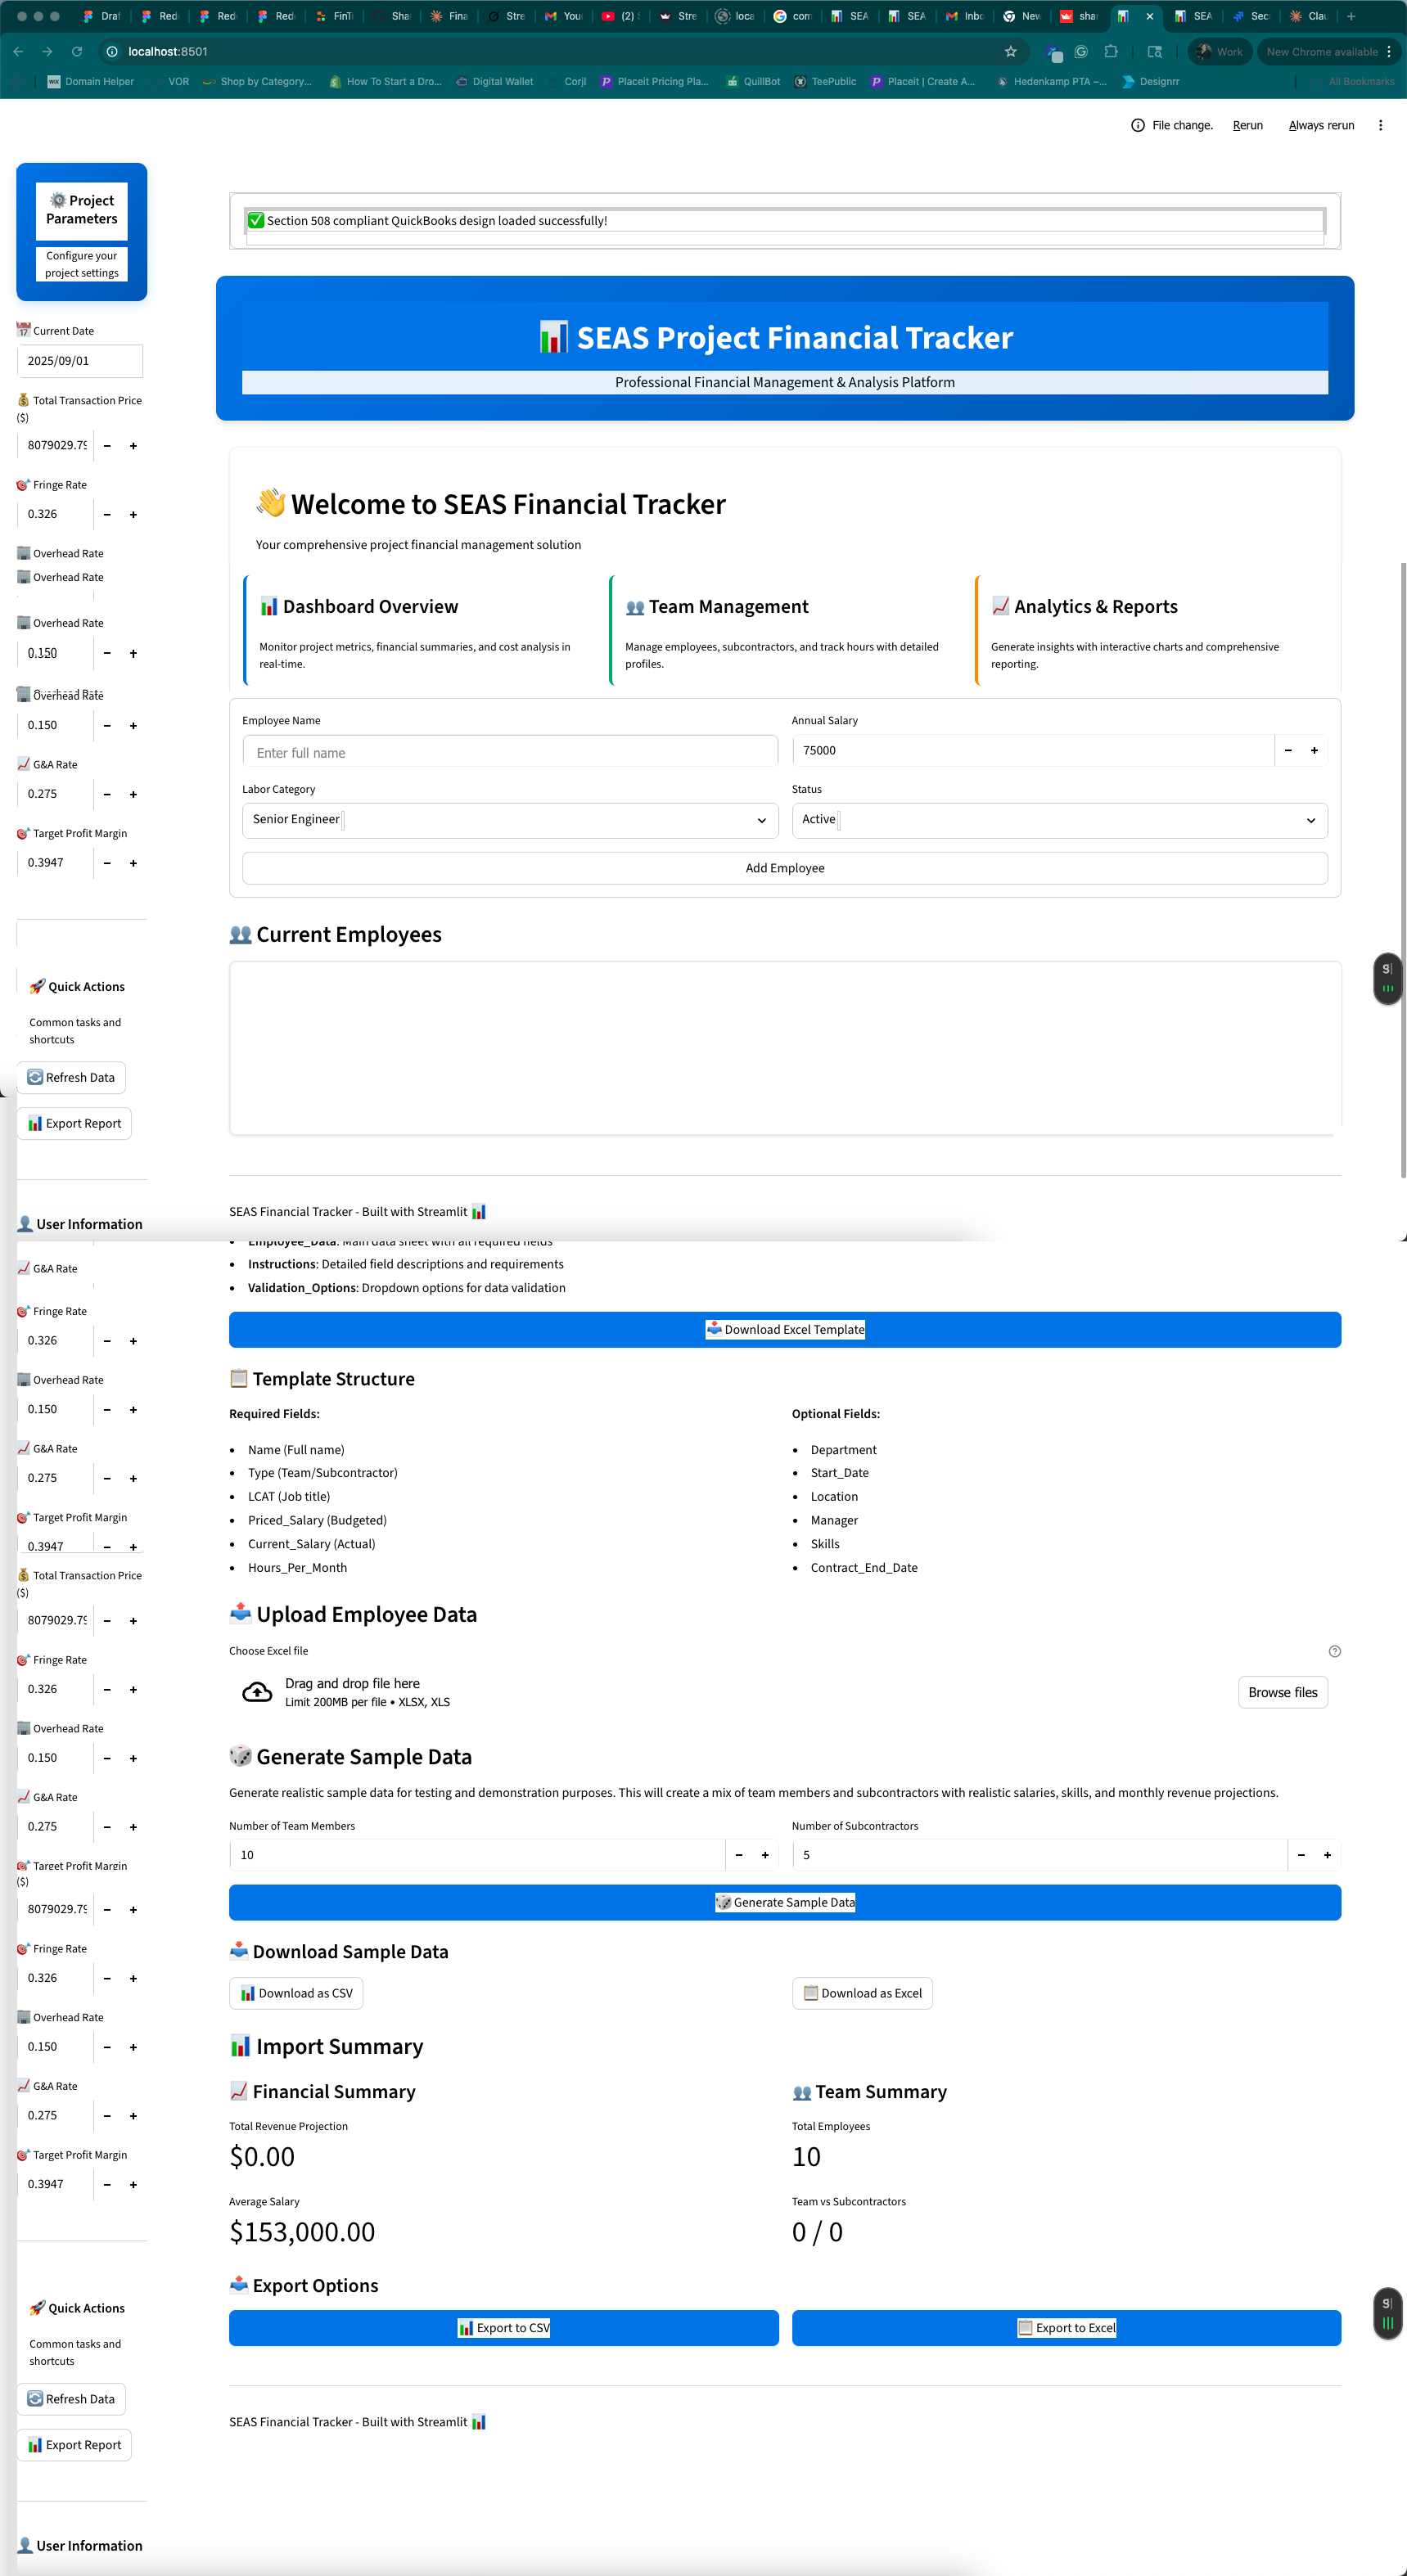 Draf
Red
Red
Red
FinT
Sha
Fina
Stre
You
(2)
Stre
loca
com
SEA
SEA
Inbo
New
shar
SEA
Sec
Clau
localhost:8501
Work
New Chrome available
Domain Helper
VOR
Shop by Category...
How To Start a Dro...
Digital Wallet
Corjl
Placeit Pricing Pla...
QuillBot
TeePublic
Placeit | Create A...
Hedenkamp PTA –...
Designrr
All Bookmarks
File change. Rerun Always rerun
⚙️ Project
Parameters
Configure your
project settings
📅 Current Date
2025/09/01
💰 Total Transaction Price
($)
8079029.79
🎯 Fringe Rate
0.326
🏢 Overhead Rate
🏢 Overhead Rate
🏢 Overhead Rate
0.150
🏢 Overhead Rate
0.150
📈 G&A Rate
0.275
🎯 Target Profit Margin
0.3947
🚀 Quick Actions
Common tasks and
shortcuts
🔄 Refresh Data
📊 Export Report
👤 User Information
✅ Section 508 compliant QuickBooks design loaded successfully!
📊 SEAS Project Financial Tracker
Professional Financial Management & Analysis Platform
👋 Welcome to SEAS Financial Tracker
Your comprehensive project financial management solution
📊 Dashboard Overview
Monitor project metrics, financial summaries, and cost analysis in
real-time.
👥 Team Management
Manage employees, subcontractors, and track hours with detailed
profiles.
📈 Analytics & Reports
Generate insights with interactive charts and comprehensive
reporting.
Employee Name
Enter full name
Annual Salary
75000
Labor Category
Senior Engineer
Status
Active
Add Employee
👥 Current Employees
SEAS Financial Tracker - Built with Streamlit 📊
📈 G&A Rate
🎯 Fringe Rate
0.326
🏢 Overhead Rate
0.150
📈 G&A Rate
0.275
🎯 Target Profit Margin
0.3947
💰 Total Transaction Price
($)
8079029.79
🎯 Fringe Rate
0.326
🏢 Overhead Rate
0.150
📈 G&A Rate
0.275
🎯 Target Profit Margin
($)
8079029.79
🎯 Fringe Rate
0.326
🏢 Overhead Rate
0.150
📈 G&A Rate
0.275
🎯 Target Profit Margin
0.3947
🚀 Quick Actions
Common tasks and
shortcuts
🔄 Refresh Data
📊 Export Report
👤 User Information
• Employee_Data: Main data sheet with all required fields
• Instructions: Detailed field descriptions and requirements
• Validation_Options: Dropdown options for data validation
📥 Download Excel Template
📋 Template Structure
Required Fields:
• Name (Full name)
• Type (Team/Subcontractor)
• LCAT (Job title)
• Priced_Salary (Budgeted)
• Current_Salary (Actual)
• Hours_Per_Month
Optional Fields:
• Department
• Start_Date
• Location
• Manager
• Skills
• Contract_End_Date
📤 Upload Employee Data
Choose Excel file
Drag and drop file here
Limit 200MB per file • XLSX, XLS
Browse files
🎲 Generate Sample Data
Generate realistic sample data for testing and demonstration purposes. This will create a mix of team members and subcontractors with realistic salaries, skills, and monthly revenue projections.
Number of Team Members
10
Number of Subcontractors
5
🎲 Generate Sample Data
📥 Download Sample Data
📊 Download as CSV
📋 Download as Excel
📊 Import Summary
📈 Financial Summary
Total Revenue Projection
$0.00
Average Salary
$153,000.00
👥 Team Summary
Total Employees
10
Team vs Subcontractors
0 / 0
📤 Export Options
📊 Export to CSV
📋 Export to Excel
SEAS Financial Tracker - Built with Streamlit 📊